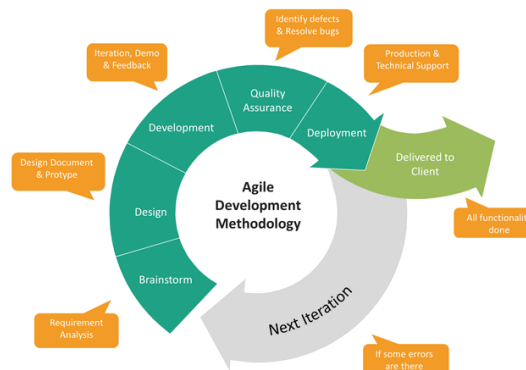 Identify defects
& Resolve bugs
Iteration, Demo
& Feedback
Production &
Technical Support
Quality
Assurance
Development
Deployment
Delivered to
Client
Design Document
& Protype
Agile
Development
Methodology
Design
All functionalit
done
Brainstorm
Next Iteration
Requirement
Analysis
If some errors
are there